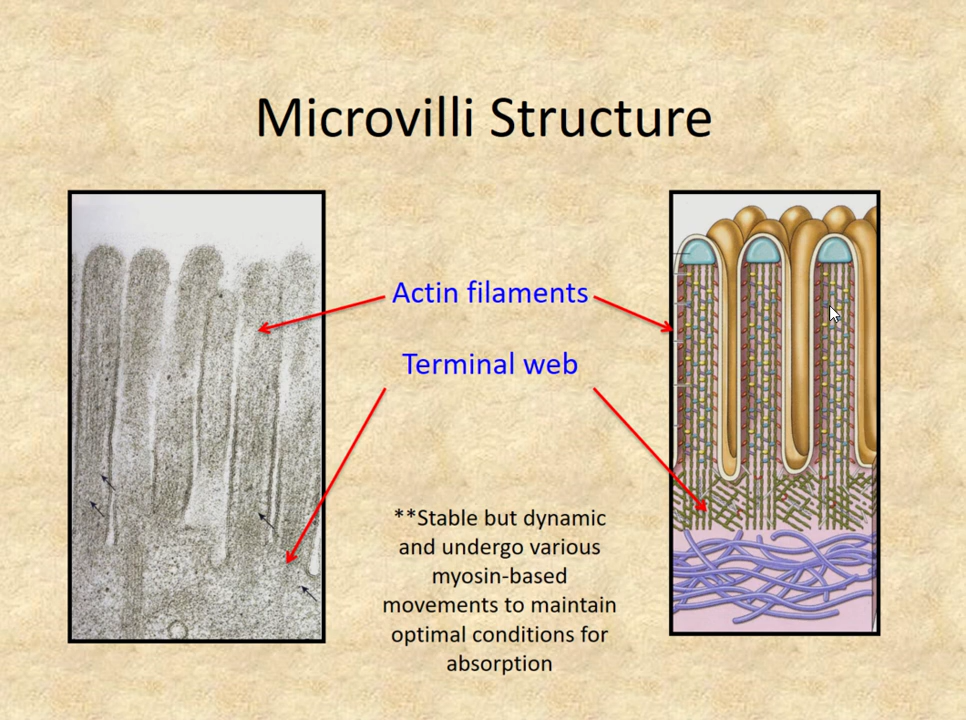 Microvilli Structure
Actin filaments
Terminal web
**Stable but dynamic
and undergo various
myosin-based
movements to maintain
optimal conditions for
absorption